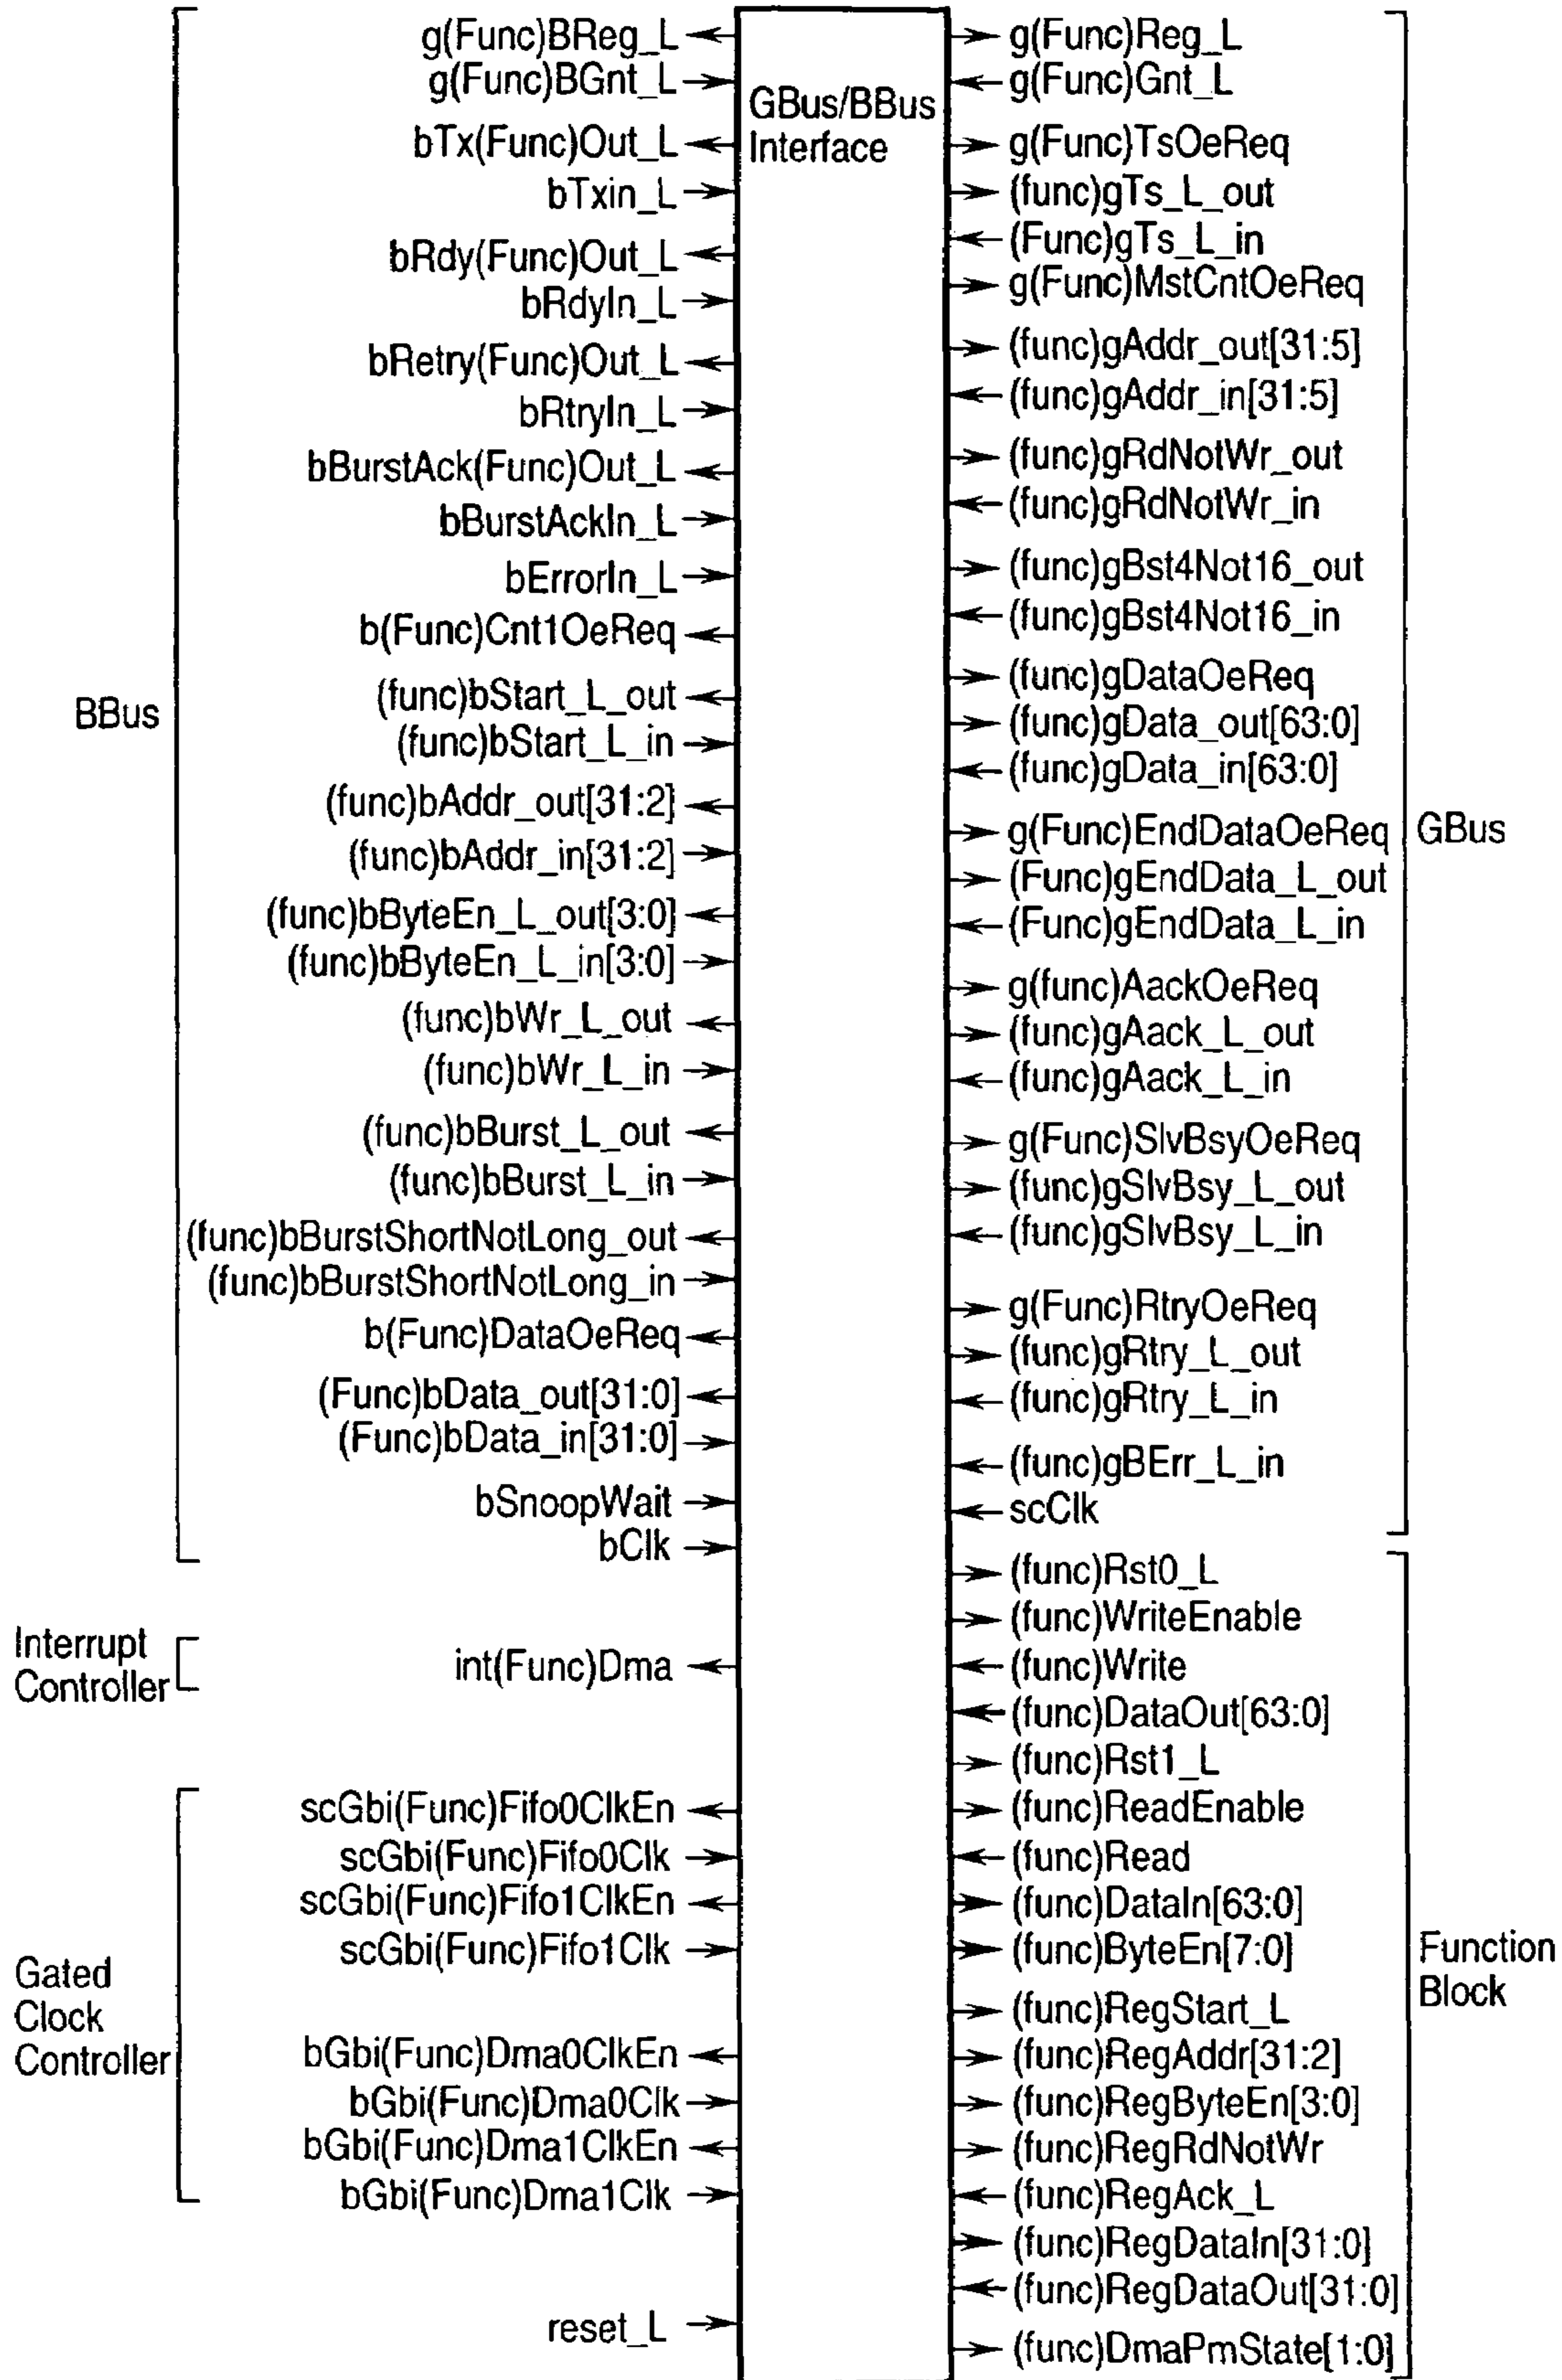 g(Func)BReg_L
g(Func)BGnt_L
bTx(Func)Out_L
bTxin_L
bRdy(Func)Out_L
bRdyIn_L
bRetry(Func)Out_L
bRtryIn_L
bBurstAck(Func)Out_L
bBurstAckIn_L
bErrorIn_L
b(Func)Cnt1OeReq
(func)bStart_L_out
(func)bStart_L_in
(func)bAddr_out[31:2]
(func)bAddr_in[31:2]
(func)bByteEn_L_out[3:0]
(func)bByteEn_L_in[3:0]
(func)bWr_L_out
(func)bWr_L_in
(func)bBurst_L_out
(func)bBurst_L_in
(func)bBurstShortNotLong_out
(func)bBurstShortNotLong_in
b(Func)DataOeReq
(Func)bData_out[31:0]
(Func)bData_in[31:0]
bSnoopWait
bClk
BBus
Interrupt
Controller
int(Func)Dma
scGbi(Func)Fifo0ClkEn
scGbi(Func)Fifo0Clk
scGbi(Func)Fifo1ClkEn
scGbi(Func)Fifo1Clk
bGbi(Func)Dma0ClkEn
bGbi(Func)Dma0Clk
bGbi(Func)Dma1ClkEn
bGbi(Func)Dma1Clk
Gated
Clock
Controller
reset_L
GBus/BBus
Interface
g(Func)Reg_L
g(Func)Gnt_L
g(Func)TsOeReq
(func)gTs_L_out
(Func)gTs_L_in
g(Func)MstCntOeReq
(func)gAddr_out[31:5]
(func)gAddr_in[31:5]
(func)gRdNotWr_out
(func)gRdNotWr_in
(func)gBst4Not16_out
(func)gBst4Not16_in
(func)gDataOeReq
(func)gData_out[63:0]
(func)gData_in[63:0]
g(Func)EndDataOeReq
(Func)gEndData_L_out
(Func)gEndData_L_in
g(func)AackOeReq
(func)gAack_L_out
(func)gAack_L_in
g(Func)SlvBsyOeReq
(func)gSlvBsy_L_out
(func)gSlvBsy_L_in
g(Func)RtryOeReq
(func)gRtry_L_out
(func)gRtry_L_in
(func)gBErr_L_in
scClk
GBus
(func)Rst0_L
(func)WriteEnable
(func)Write
(func)DataOut[63:0]
(func)Rst1_L
(func)ReadEnable
(func)Read
(func)DataIn[63:0]
(func)ByteEn[7:0]
(func)RegStart_L
(func)RegAddr[31:2]
(func)RegByteEn[3:0]
(func)RegRdNotWr
(func)RegAck_L
(func)RegDataIn[31:0]
(func)RegDataOut[31:0]
(func)DmaPmState[1:0]
Function
Block